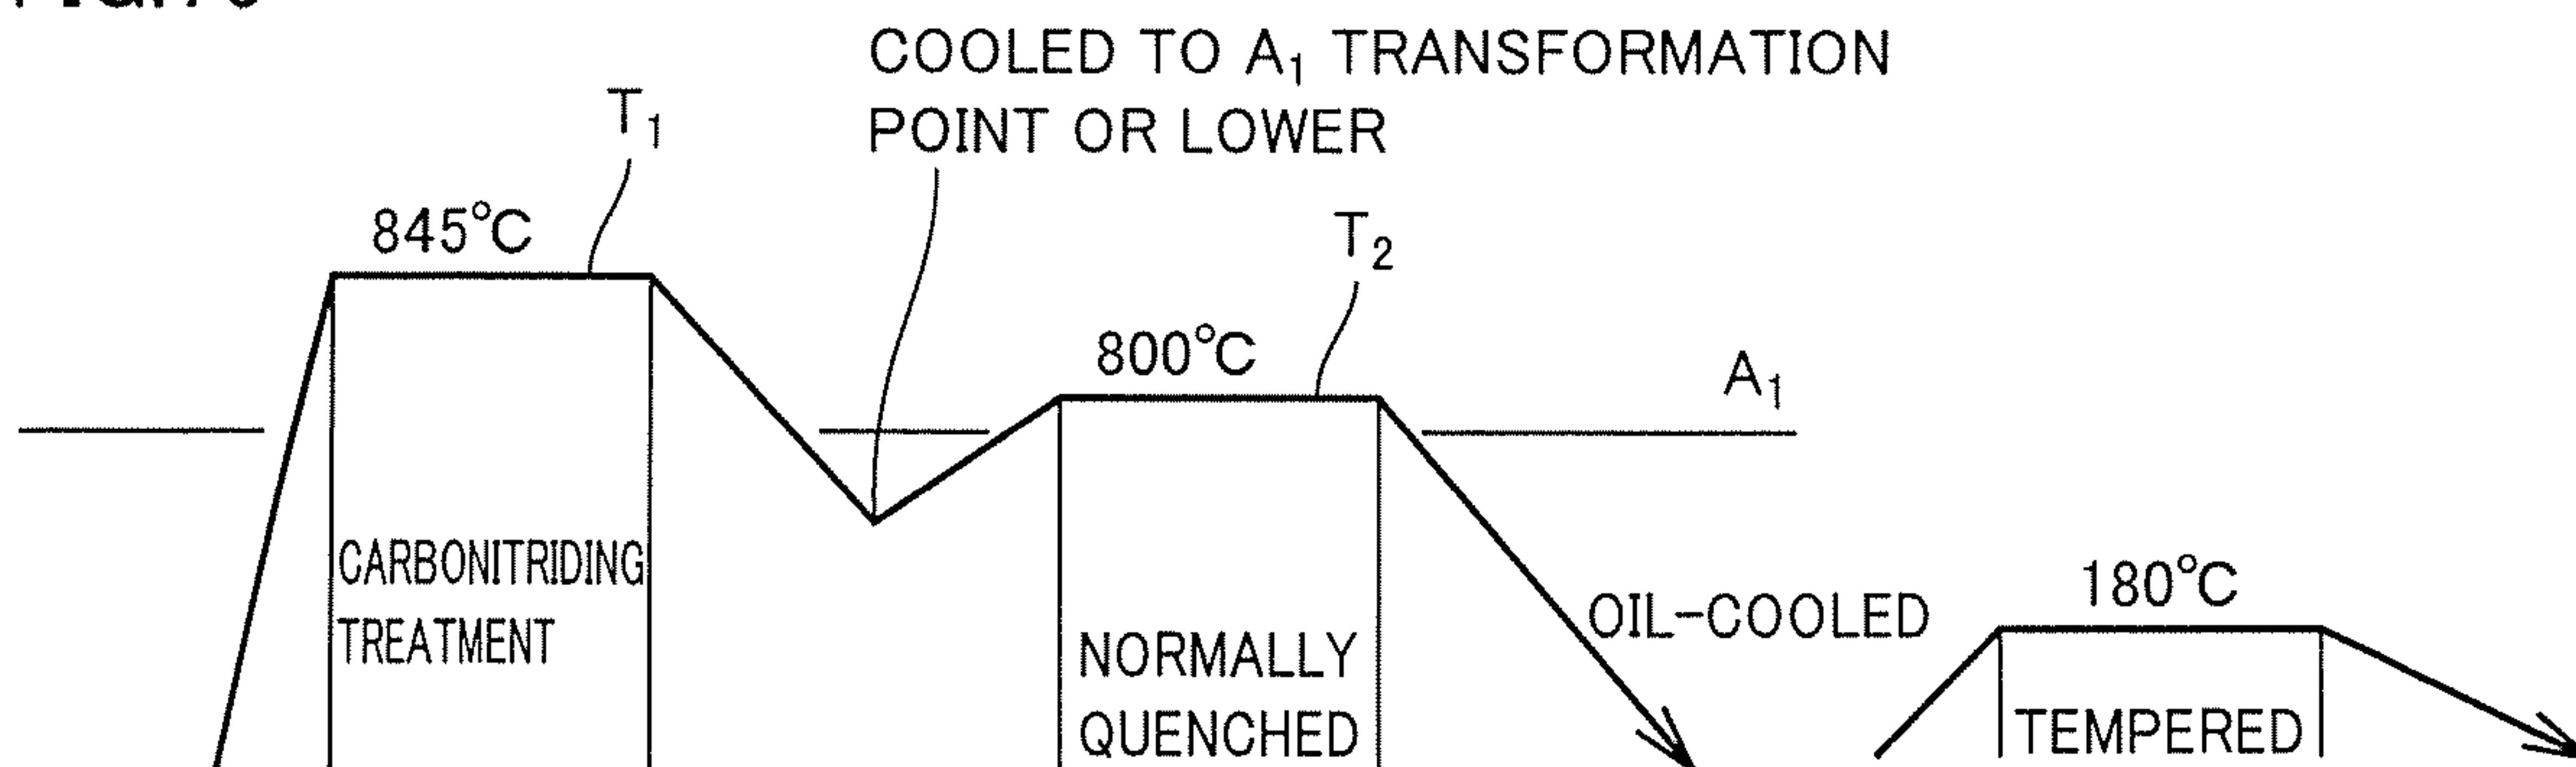 COOLED TO A₁ TRANSFORMATION
POINT OR LOWER
T₁
845°C
T₂
800°C
A₁
CARBONITRIDING
TREATMENT
NORMALLY
QUENCHED
OIL-COOLED
180°C
TEMPERED